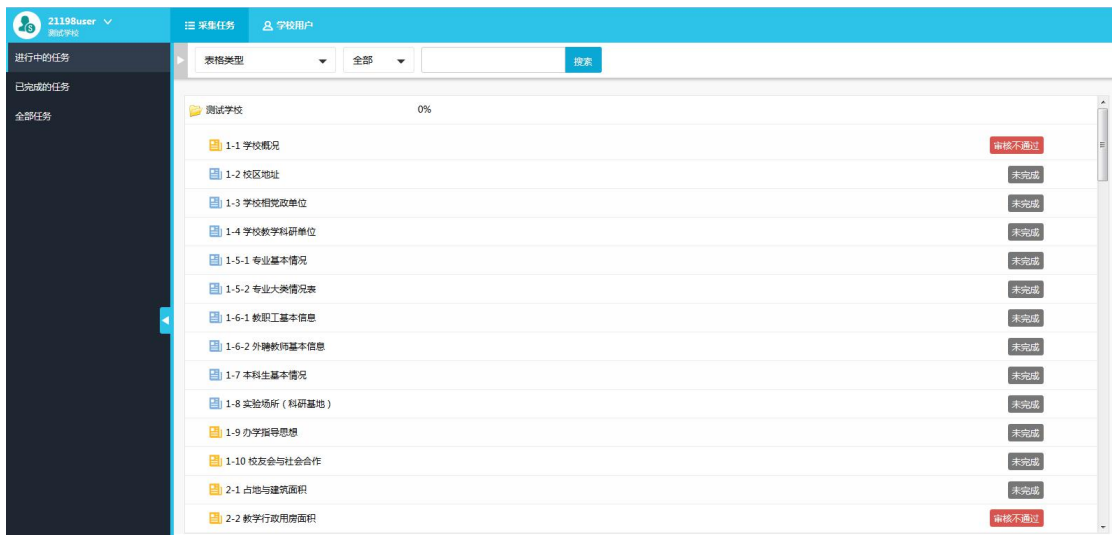 21198user
测试学校
采集任务
学校用户
进行中的任务
已完成的任务
全部任务
表格类型
全部
搜索
测试学校 0%
1-1 学校概况 审核不通过
1-2 校区地址 未完成
1-3 学校相党政单位 未完成
1-4 学校教学科研单位 未完成
1-5-1 专业基本情况 未完成
1-5-2 专业大类情况表 未完成
1-6-1 教职工基本信息 未完成
1-6-2 外聘教师基本信息 未完成
1-7 本科生基本情况 未完成
1-8 实验场所（科研基地） 未完成
1-9 办学指导思想 未完成
1-10 校友会与社会合作 未完成
2-1 占地与建筑面积 未完成
2-2 教学行政用房面积 审核不通过